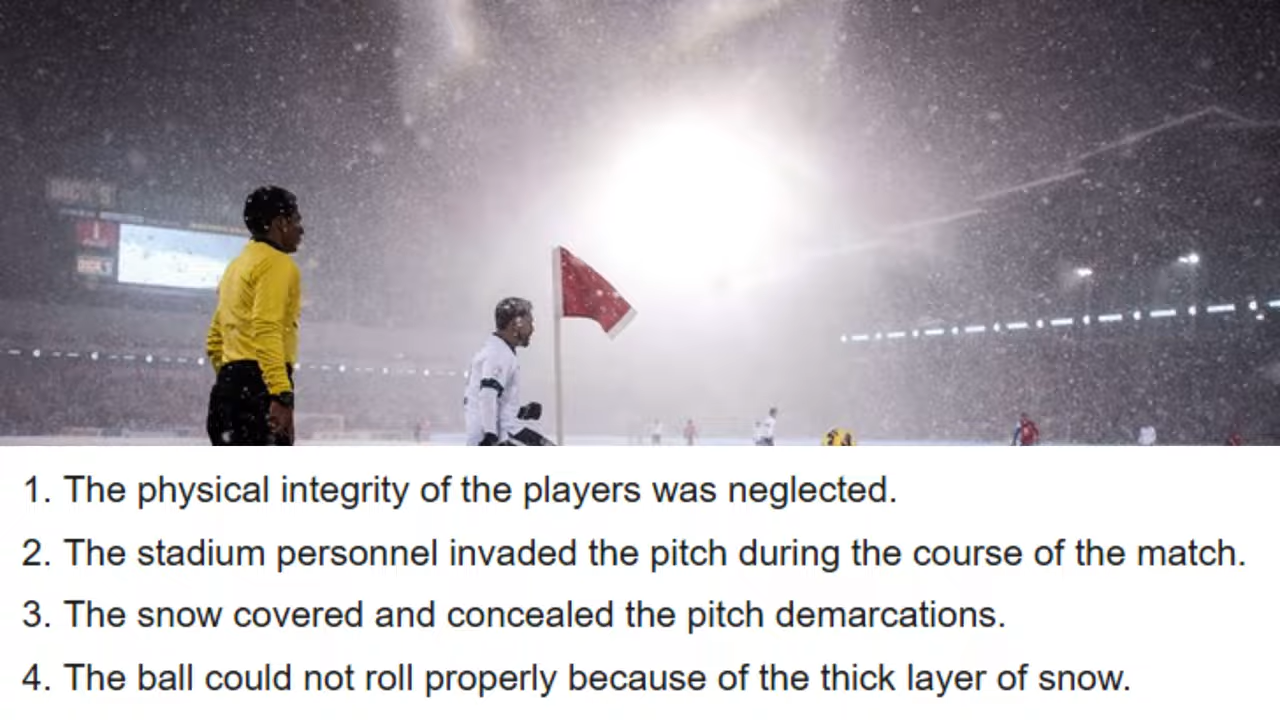 1. The physical integrity of the players was neglected.
2. The stadium personnel invaded the pitch during the course of the match.
3. The snow covered and concealed the pitch demarcations.
4. The ball could not roll properly because of the thick layer of snow.